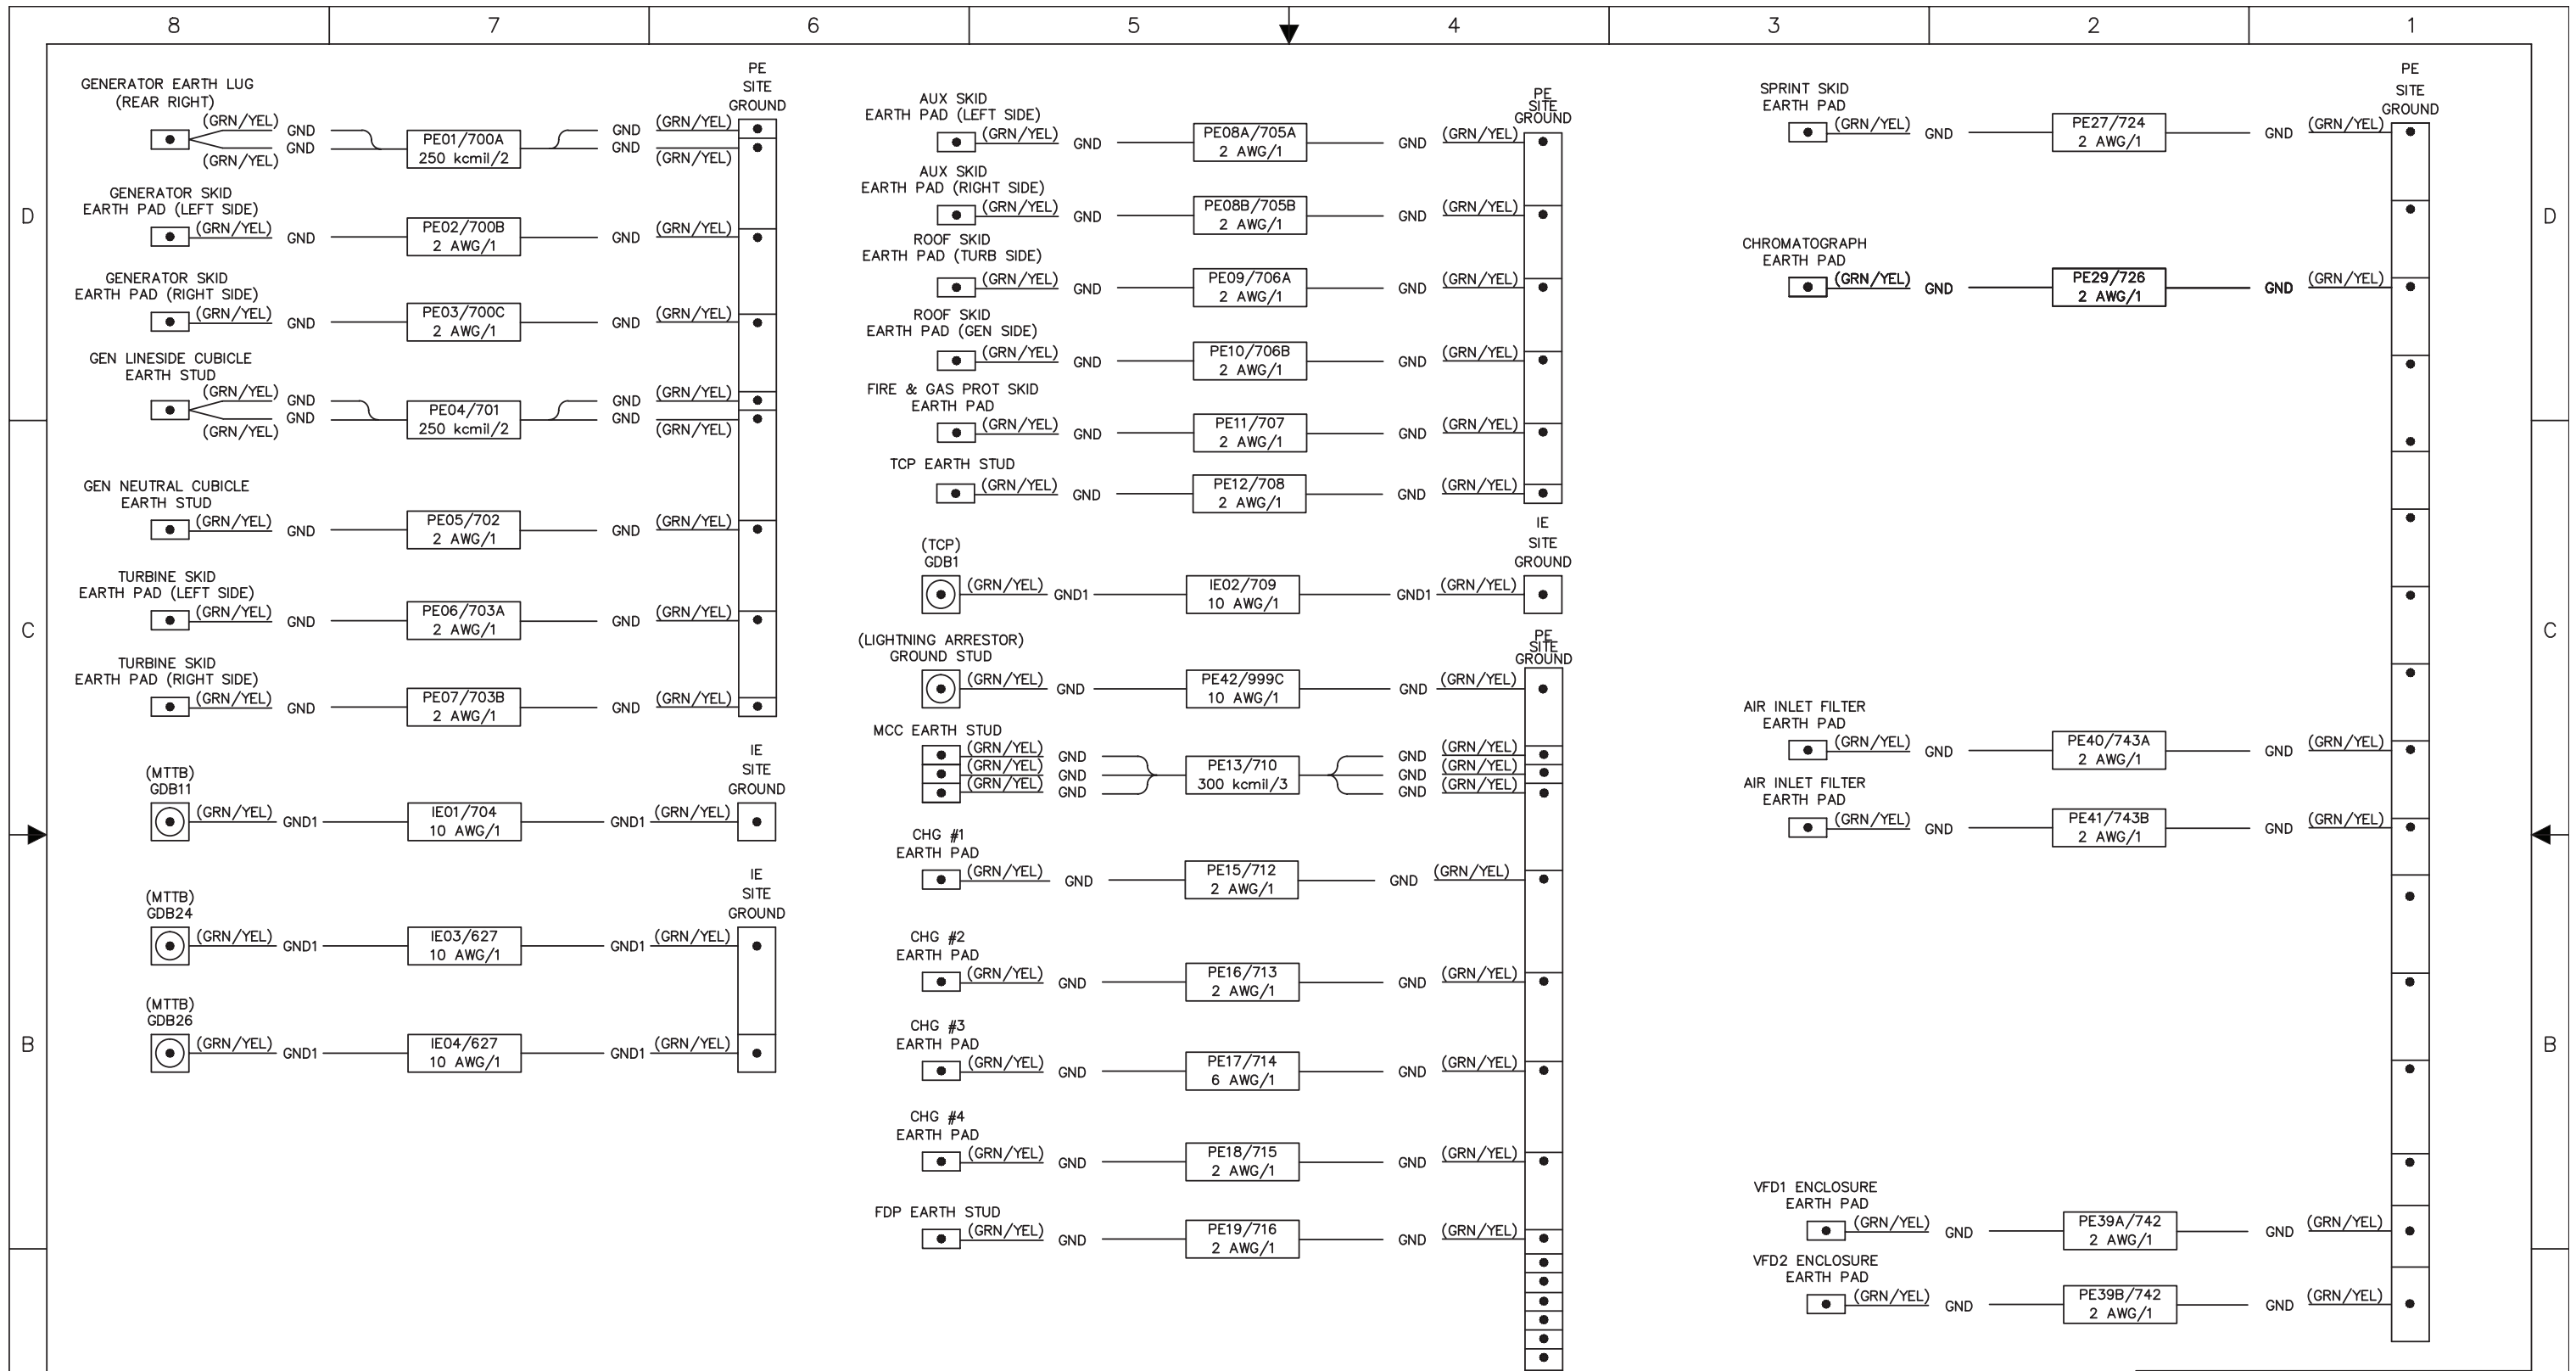 8 7 6 5 4 3 2 1
D
C
B
GENERATOR EARTH LUG
(REAR RIGHT)
PE
SITE
GROUND
(GRN/YEL) GND PE01/700A GND (GRN/YEL)
(GRN/YEL) GND 250 kcmil/2 GND (GRN/YEL)
GENERATOR SKID
EARTH PAD (LEFT SIDE)
(GRN/YEL) GND PE02/700B GND (GRN/YEL)
2 AWG/1
GENERATOR SKID
EARTH PAD (RIGHT SIDE)
(GRN/YEL) GND PE03/700C GND (GRN/YEL)
2 AWG/1
GEN LINESIDE CUBICLE
EARTH STUD
(GRN/YEL) GND PE04/701 GND (GRN/YEL)
(GRN/YEL) GND 250 kcmil/2 GND (GRN/YEL)
GEN NEUTRAL CUBICLE
EARTH STUD
(GRN/YEL) GND PE05/702 GND (GRN/YEL)
2 AWG/1
TURBINE SKID
EARTH PAD (LEFT SIDE)
(GRN/YEL) GND PE06/703A GND (GRN/YEL)
2 AWG/1
TURBINE SKID
EARTH PAD (RIGHT SIDE)
(GRN/YEL) GND PE07/703B GND (GRN/YEL)
2 AWG/1
(MTTB)
GDB11
IE
SITE
GROUND
(GRN/YEL) GND1 IE01/704 GND1 (GRN/YEL)
10 AWG/1
(MTTB)
GDB24
IE
SITE
GROUND
(GRN/YEL) GND1 IE03/627 GND1 (GRN/YEL)
10 AWG/1
(MTTB)
GDB26
(GRN/YEL) GND1 IE04/627 GND1 (GRN/YEL)
10 AWG/1
AUX SKID
EARTH PAD (LEFT SIDE)
PE
SITE
GROUND
(GRN/YEL) GND PE08A/705A GND (GRN/YEL)
2 AWG/1
AUX SKID
EARTH PAD (RIGHT SIDE)
(GRN/YEL) GND PE08B/705B GND (GRN/YEL)
2 AWG/1
ROOF SKID
EARTH PAD (TURB SIDE)
(GRN/YEL) GND PE09/706A GND (GRN/YEL)
2 AWG/1
ROOF SKID
EARTH PAD (GEN SIDE)
(GRN/YEL) GND PE10/706B GND (GRN/YEL)
2 AWG/1
FIRE & GAS PROT SKID
EARTH PAD
(GRN/YEL) GND PE11/707 GND (GRN/YEL)
2 AWG/1
TCP EARTH STUD
(GRN/YEL) GND PE12/708 GND (GRN/YEL)
2 AWG/1
(TCP)
GDB1
IE
SITE
GROUND
(GRN/YEL) GND1 IE02/709 GND1 (GRN/YEL)
10 AWG/1
(LIGHTNING ARRESTOR)
GROUND STUD
PE
SITE
GROUND
(GRN/YEL) GND PE42/999C GND (GRN/YEL)
10 AWG/1
MCC EARTH STUD
(GRN/YEL) GND PE13/710 GND (GRN/YEL)
(GRN/YEL) GND 300 kcmil/3 GND (GRN/YEL)
(GRN/YEL) GND GND (GRN/YEL)
CHG #1
EARTH PAD
(GRN/YEL) GND PE15/712 GND (GRN/YEL)
2 AWG/1
CHG #2
EARTH PAD
(GRN/YEL) GND PE16/713 GND (GRN/YEL)
2 AWG/1
CHG #3
EARTH PAD
(GRN/YEL) GND PE17/714 GND (GRN/YEL)
6 AWG/1
CHG #4
EARTH PAD
(GRN/YEL) GND PE18/715 GND (GRN/YEL)
2 AWG/1
FDP EARTH STUD
(GRN/YEL) GND PE19/716 GND (GRN/YEL)
2 AWG/1
SPRINT SKID
EARTH PAD
PE
SITE
GROUND
(GRN/YEL) GND PE27/724 GND (GRN/YEL)
2 AWG/1
CHROMATOGRAPH
EARTH PAD
(GRN/YEL) GND PE29/726 GND (GRN/YEL)
2 AWG/1
AIR INLET FILTER
EARTH PAD
(GRN/YEL) GND PE40/743A GND (GRN/YEL)
2 AWG/1
AIR INLET FILTER
EARTH PAD
(GRN/YEL) GND PE41/743B GND (GRN/YEL)
2 AWG/1
VFD1 ENCLOSURE
EARTH PAD
(GRN/YEL) GND PE39A/742 GND (GRN/YEL)
2 AWG/1
VFD2 ENCLOSURE
EARTH PAD
(GRN/YEL) GND PE39B/742 GND (GRN/YEL)
2 AWG/1
D
C
B